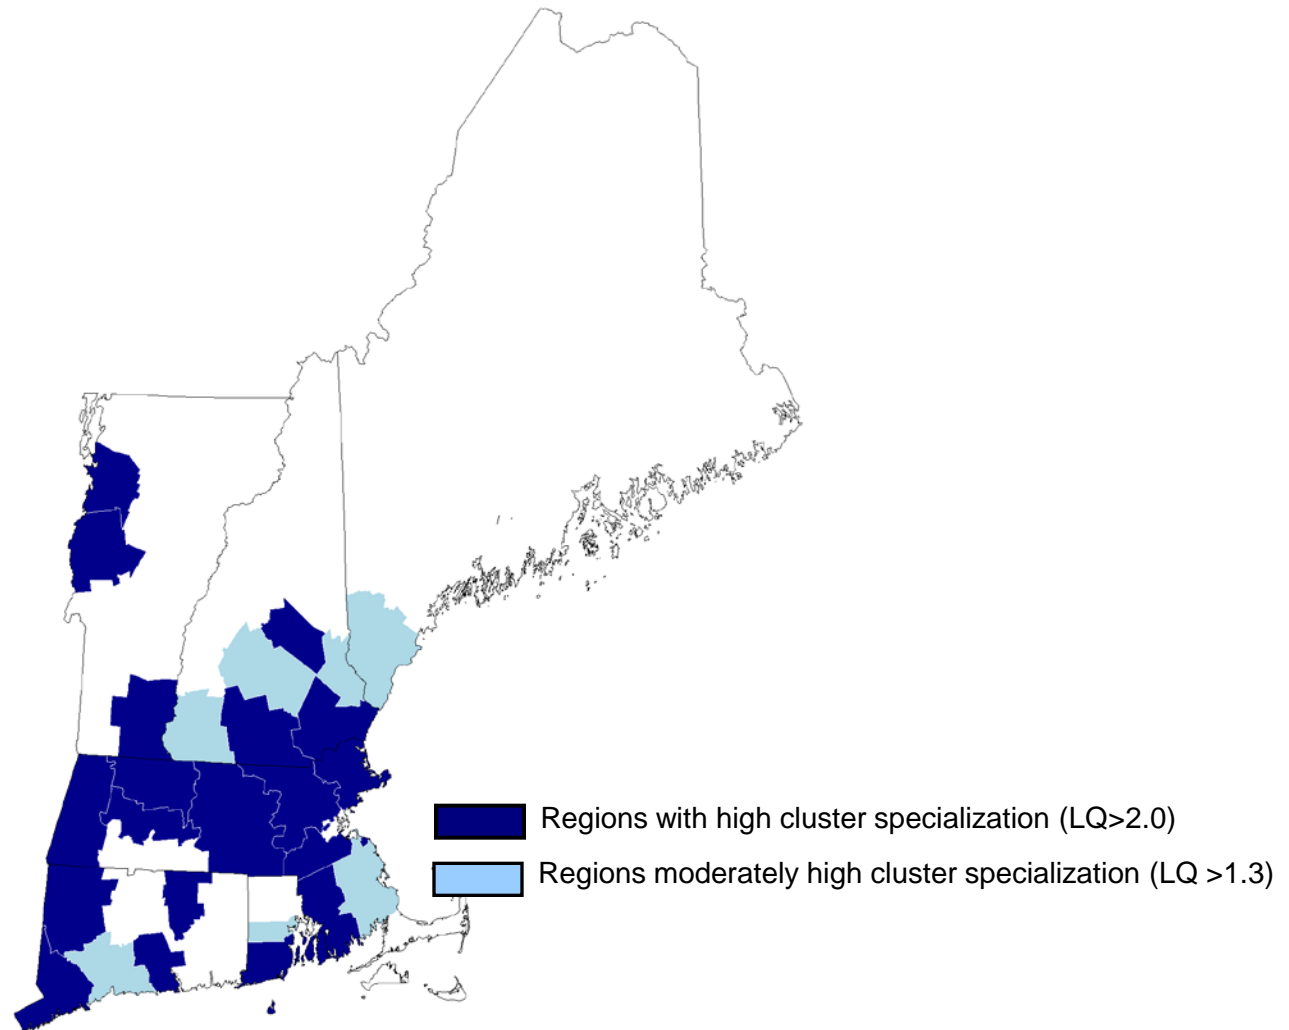 Regions with high cluster specialization (LQ>2.0)
Regions moderately high cluster specialization (LQ >1.3)